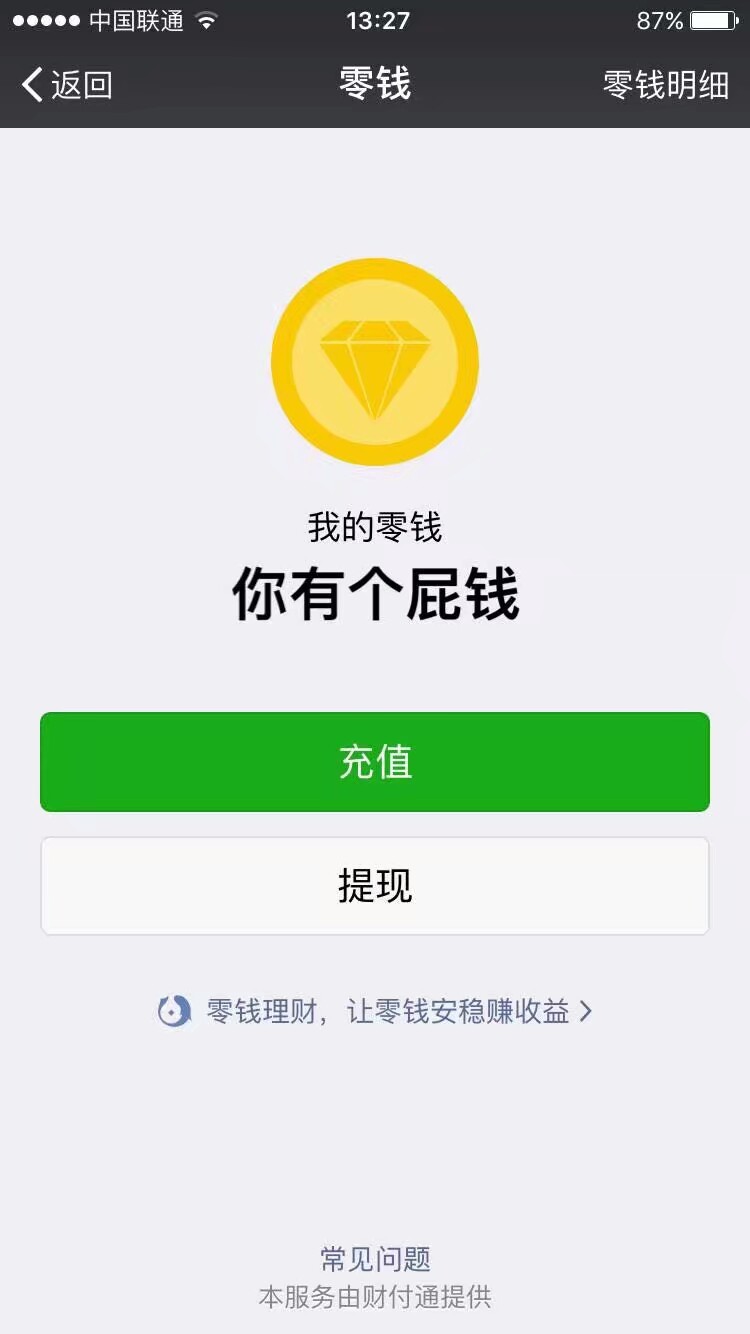 中国联通 13:27 87%
返回 零钱 零钱明细
我的零钱
你有个屁钱
充值
提现
零钱理财，让零钱安稳赚收益
常见问题
本服务由财付通提供